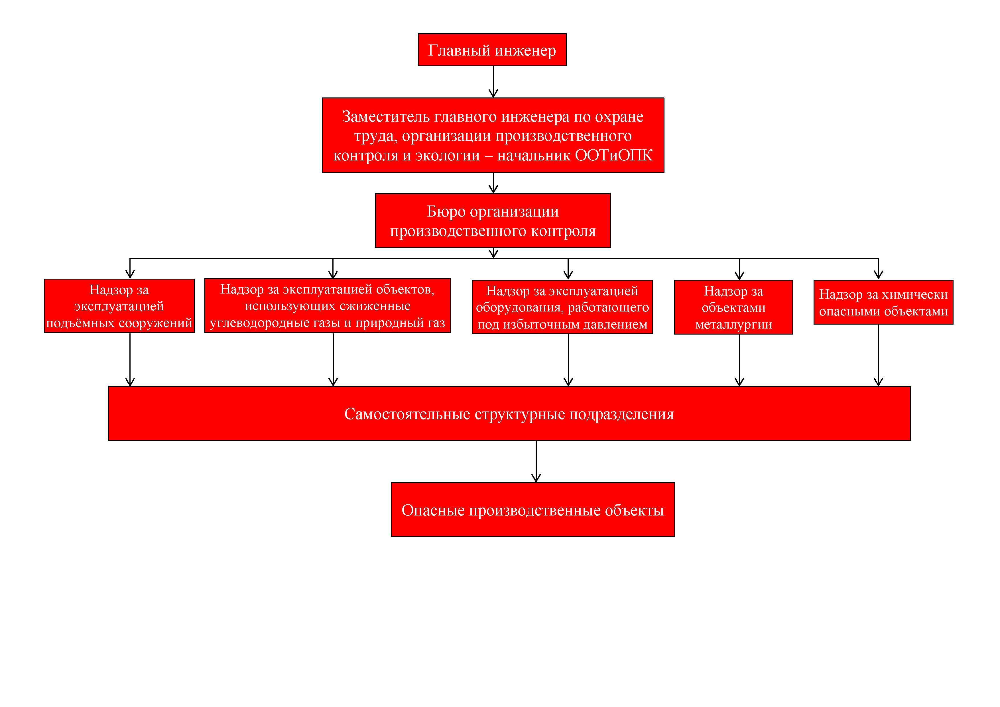 Главный инженер
Заместитель главного инженера по охране
труда, организации производственного
контроля и экологии – начальник ООТиОПК
Бюро организации
производственного контроля
Надзор за
эксплуатацией
подъёмных сооружений
Надзор за эксплуатацией объектов,
использующих сжиженные
углеводородные газы и природный газ
Надзор за эксплуатацией
оборудования, работающего
под избыточным давлением
Надзор за
объектами
металлургии
Надзор за химически
опасными объектами
Самостоятельные структурные подразделения
Опасные производственные объекты